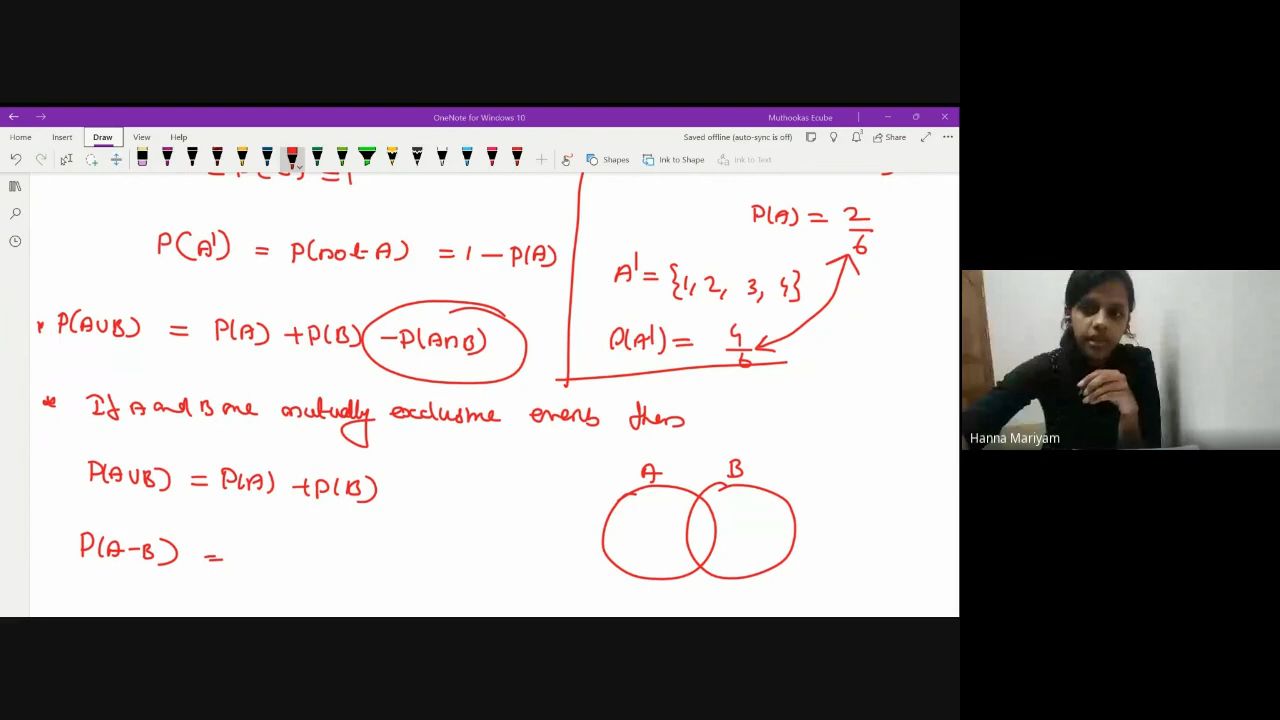 OneNote for Windows 10
Muthookas Ecube
Home Insert Draw View Help
Saved offline (auto-sync is off)
Share
Shapes
Ink to Shape
Ink to Text
P(A') = P(not A) = 1 - P(A)
* P(A∪B) = P(A) + P(B) - P(A∩B)
* If A and B are mutually exclusive events then
P(A∪B) = P(A) + P(B)
P(A-B) =
P(A) = 2/6
A' = {1, 2, 3, 4}
P(A') = 4/6
A B
Hanna Mariyam